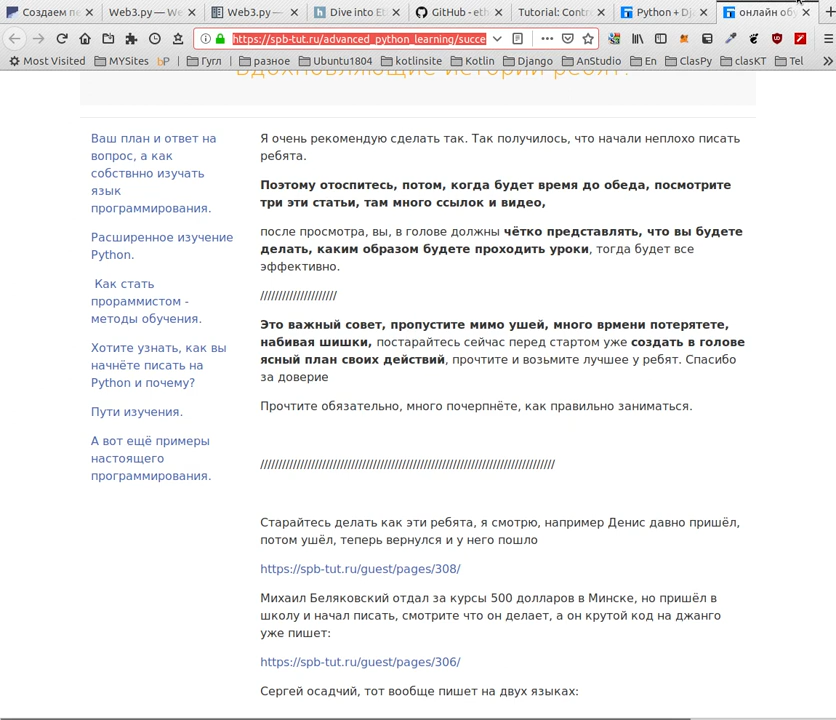 Создаем пе
Web3.py — We
Web3.py —
Dive into Et
GitHub - eth
Tutorial: Contr
Python + Dj
онлайн обу
https://spb-tut.ru/advanced_python_learning/succe
Most Visited MYSites bP Гугл разное Ubuntu1804 kotlinsite Kotlin Django AnStudio En ClasPy clasKT Tel
Вдохновляющие истории ребят!
Ваш план и ответ на
вопрос, а как
собствнно изучать
язык
программирования.
Расширенное изучение
Python.
Как стать
прораммистом -
методы обучения.
Хотите узнать, как вы
начнёте писать на
Python и почему?
Пути изучения.
А вот ещё примеры
настоящего
программирования.
Я очень рекомендую сделать так. Так получилось, что начали неплохо писать
ребята.
Поэтому отоспитесь, потом, когда будет время до обеда, посмотрите
три эти статьи, там много ссылок и видео,
после просмотра, вы, в голове должны чётко представлять, что вы будете
делать, каким образом будете проходить уроки, тогда будет все
эффективно.
/////////////////////
Это важный совет, пропустите мимо ушей, много врмени потерятете,
набивая шишки, постарайтесь сейчас перед стартом уже создать в голове
ясный план своих действий, прочтите и возьмите лучшее у ребят. Спасибо
за доверие
Прочтите обязательно, много почерпнёте, как правильно заниматься.
////////////////////////////////////////////////////////////////////////////////
Старайтесь делать как эти ребята, я смотрю, например Денис давно пришёл,
потом ушёл, теперь вернулся и у него пошло
https://spb-tut.ru/guest/pages/308/
Михаил Беляковский отдал за курсы 500 долларов в Минске, но пришёл в
школу и начал писать, смотрите что он делает, а он крутой код на джанго
уже пишет:
https://spb-tut.ru/guest/pages/306/
Сергей осадчий, тот вообще пишет на двух языках: